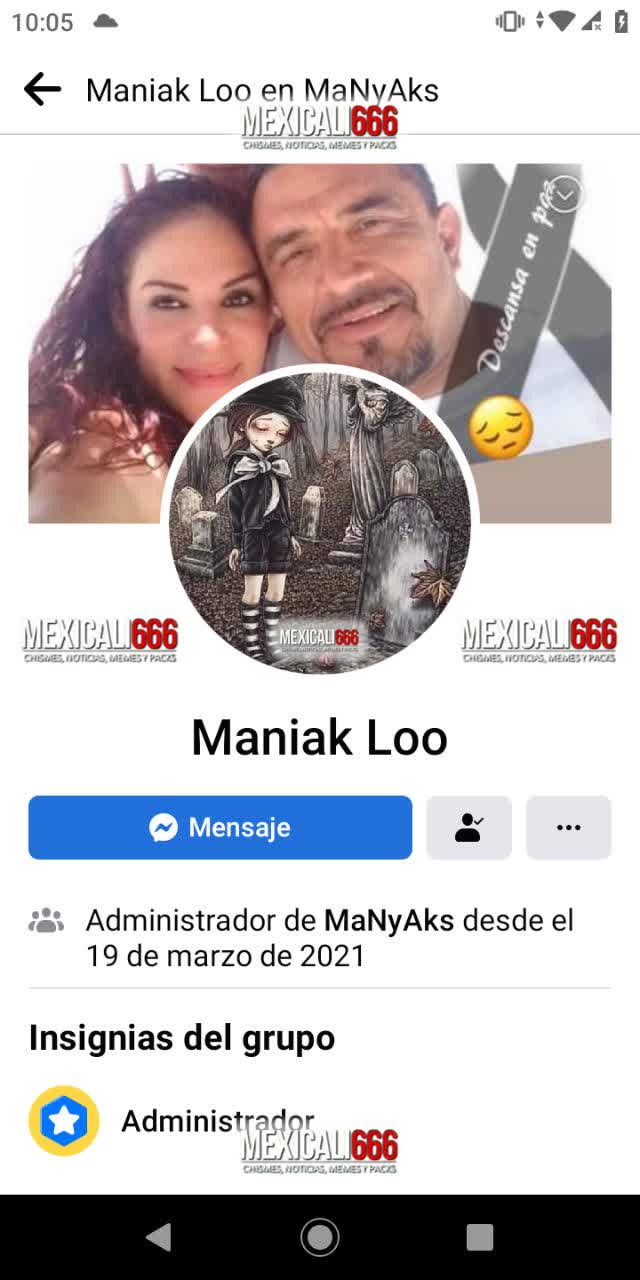 10:05
Maniak Loo en MaNyAks
MEXICALI666
CHISMES, NOTICIAS, MEMES Y PACKS
Descansa en paz
MEXICALI666
CHISMES, NOTICIAS, MEMES Y PACKS
MEXICALI666
MEXICALI666
CHISMES, NOTICIAS, MEMES Y PACKS
Maniak Loo
Mensaje
Administrador de MaNyAks desde el
19 de marzo de 2021
Insignias del grupo
Administrador
MEXICALI666
CHISMES, NOTICIAS, MEMES Y PACKS